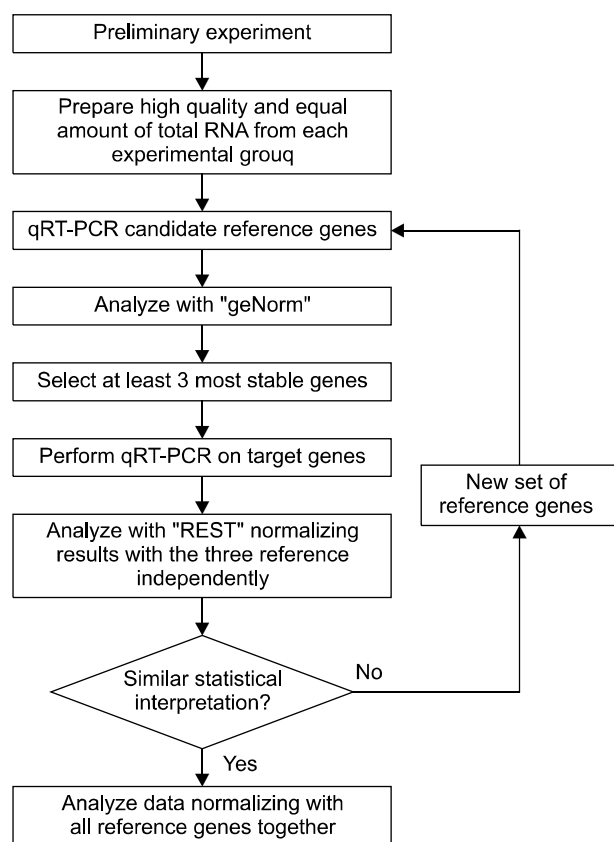 Preliminary experiment
Prepare high quality and equal
amount of total RNA from each
experimental grouq
qRT-PCR candidate reference genes
Analyze with "geNorm"
Select at least 3 most stable genes
Perform qRT-PCR on target genes
New set of
reference genes
Analyze with "REST" normalizing
results with the three reference
independently
Similar statistical
interpretation?
No
Yes
Analyze data normalizing with
all reference genes together